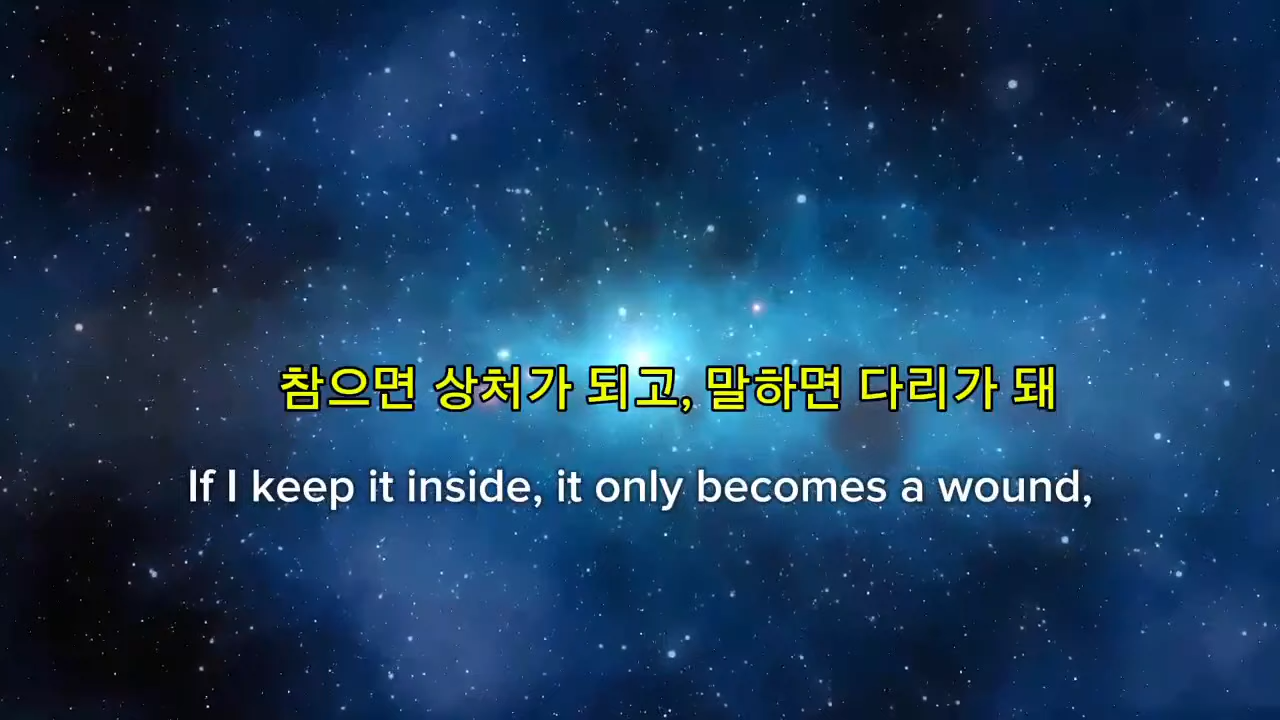 참으면 상처가 되고, 말하면 다리가 돼
If I keep it inside, it only becomes a wound,